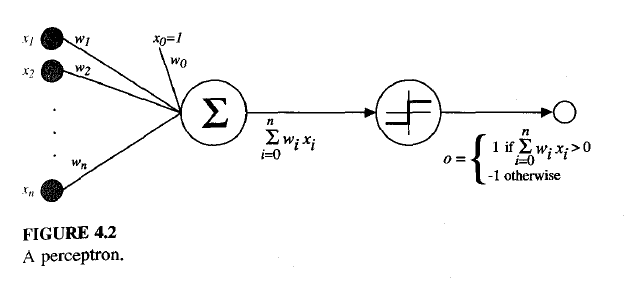 x1 w1 x0=1
w0
x2 w2
Σ
n
Σ wi xi
i=0
wn
xn
o = { 1 if n Σ i=0 wi xi > 0
-1 otherwise
FIGURE 4.2
A perceptron.